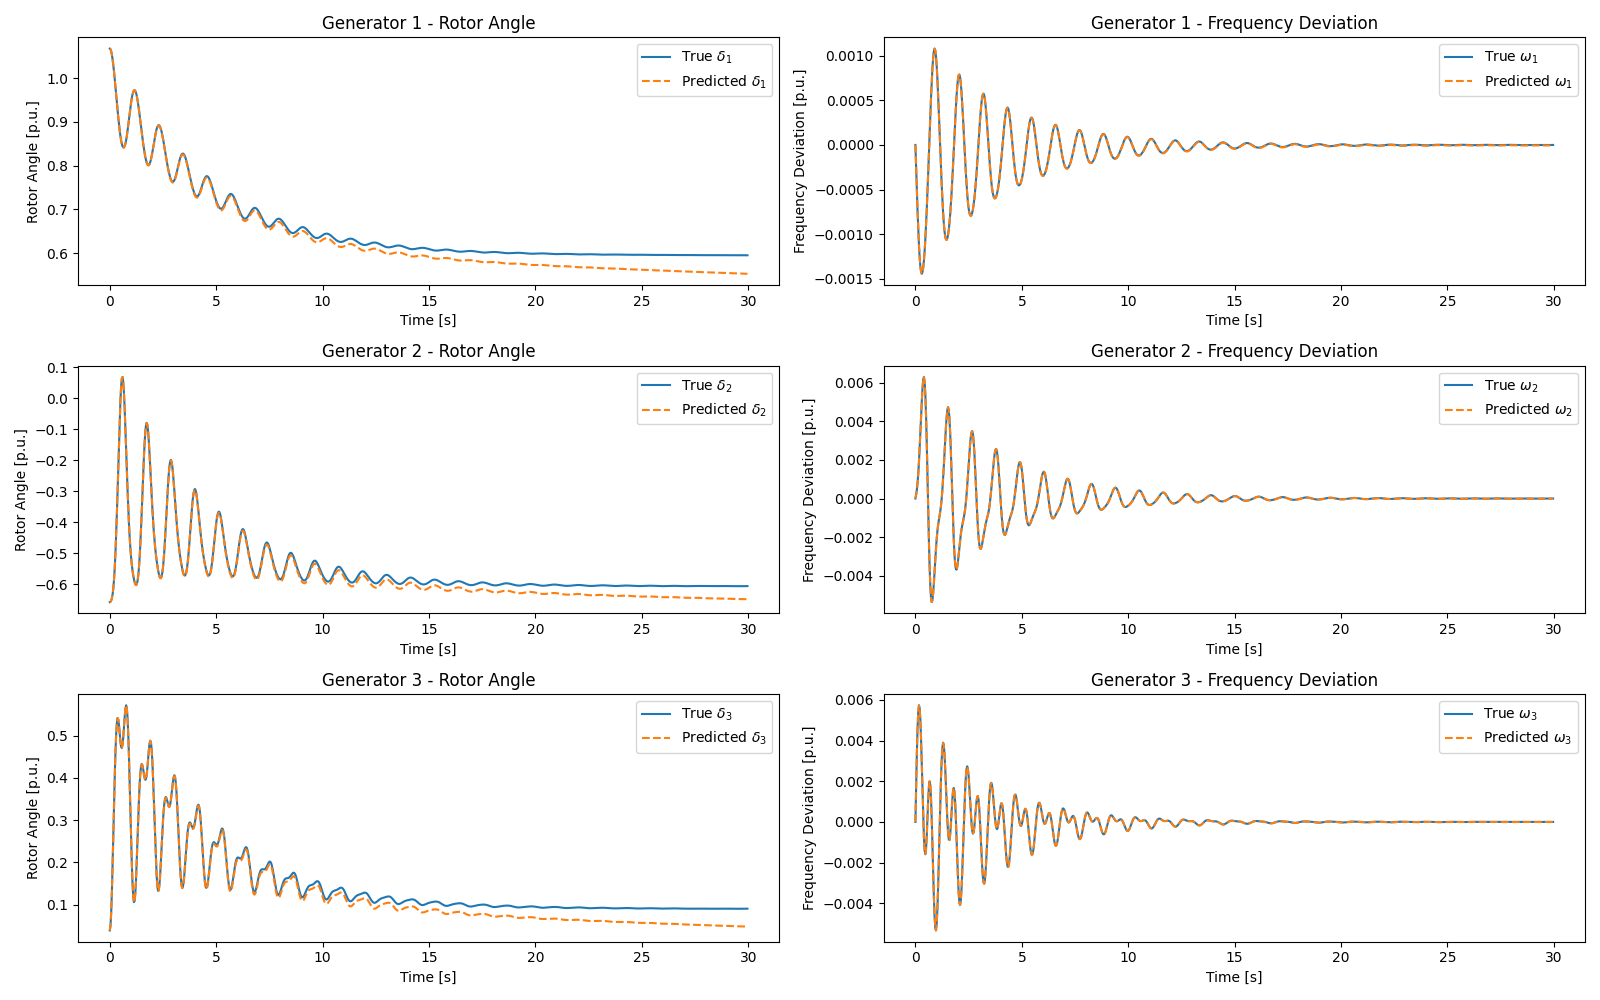 Generator 1 - Rotor Angle
Rotor Angle [p.u.]
1.0
0.9
0.8
0.7
0.6
True δ₁
Predicted δ₁
0 5 10 15 20 25 30
Time [s]
Generator 1 - Frequency Deviation
Frequency Deviation [p.u.]
0.0010
0.0005
0.0000
−0.0005
−0.0010
−0.0015
True ω₁
Predicted ω₁
0 5 10 15 20 25 30
Time [s]
Generator 2 - Rotor Angle
Rotor Angle [p.u.]
0.1
0.0
−0.1
−0.2
−0.3
−0.4
−0.5
−0.6
True δ₂
Predicted δ₂
0 5 10 15 20 25 30
Time [s]
Generator 2 - Frequency Deviation
Frequency Deviation [p.u.]
0.006
0.004
0.002
0.000
−0.002
−0.004
True ω₂
Predicted ω₂
0 5 10 15 20 25 30
Time [s]
Generator 3 - Rotor Angle
Rotor Angle [p.u.]
0.5
0.4
0.3
0.2
0.1
True δ₃
Predicted δ₃
0 5 10 15 20 25 30
Time [s]
Generator 3 - Frequency Deviation
Frequency Deviation [p.u.]
0.006
0.004
0.002
0.000
−0.002
−0.004
True ω₃
Predicted ω₃
0 5 10 15 20 25 30
Time [s]